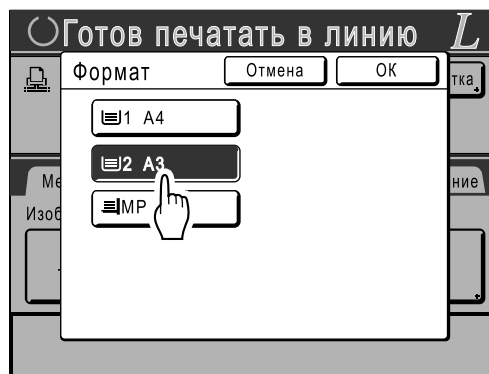 Готов печатать в линию L
Формат Отмена OK
тка
1 A4
2 A3
Ме ние
MP
Изоб